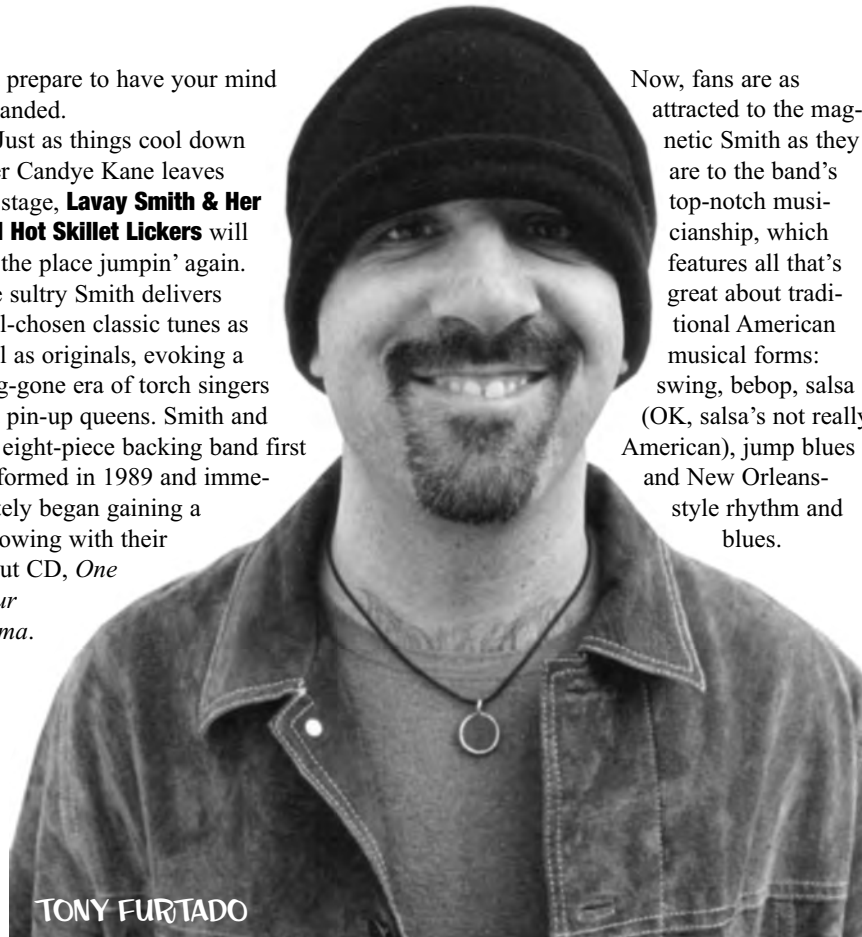 prepare to have your mind
anded.
Just as things cool down
er Candye Kane leaves
stage, Lavay Smith & Her
Hot Skillet Lickers will
the place jumpin’ again.
e sultry Smith delivers
l-chosen classic tunes as
l as originals, evoking a
g-gone era of torch singers
pin-up queens. Smith and
eight-piece backing band first
formed in 1989 and imme-
tely began gaining a
owing with their
ut CD, One
ur
ma.
Now, fans are as
attracted to the mag-
netic Smith as they
are to the band’s
top-notch musi-
cianship, which
features all that’s
great about tradi-
tional American
musical forms:
swing, bebop, salsa
(OK, salsa’s not really
American), jump blues
and New Orleans-
style rhythm and
blues.
TONY FURTADO